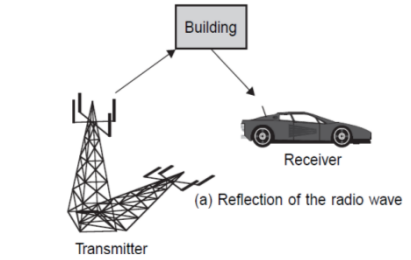 Building
Receiver
(a) Reflection of the radio wave
Transmitter